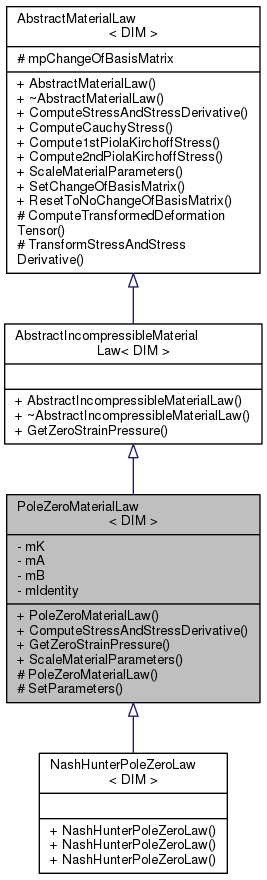 AbstractMaterialLaw
< DIM >
# mpChangeOfBasisMatrix
+ AbstractMaterialLaw()
+ ~AbstractMaterialLaw()
+ ComputeStressAndStressDerivative()
+ ComputeCauchyStress()
+ Compute1stPiolaKirchoffStress()
+ Compute2ndPiolaKirchoffStress()
+ ScaleMaterialParameters()
+ SetChangeOfBasisMatrix()
+ ResetToNoChangeOfBasisMatrix()
# ComputeTransformedDeformation
Tensor()
# TransformStressAndStress
Derivative()
AbstractIncompressibleMaterial
Law< DIM >
+ AbstractIncompressibleMaterialLaw()
+ ~AbstractIncompressibleMaterialLaw()
+ GetZeroStrainPressure()
PoleZeroMaterialLaw
< DIM >
- mK
- mA
- mB
- mIdentity
+ PoleZeroMaterialLaw()
+ ComputeStressAndStressDerivative()
+ GetZeroStrainPressure()
+ ScaleMaterialParameters()
# PoleZeroMaterialLaw()
# SetParameters()
NashHunterPoleZeroLaw
< DIM >
+ NashHunterPoleZeroLaw()
+ NashHunterPoleZeroLaw()
+ NashHunterPoleZeroLaw()